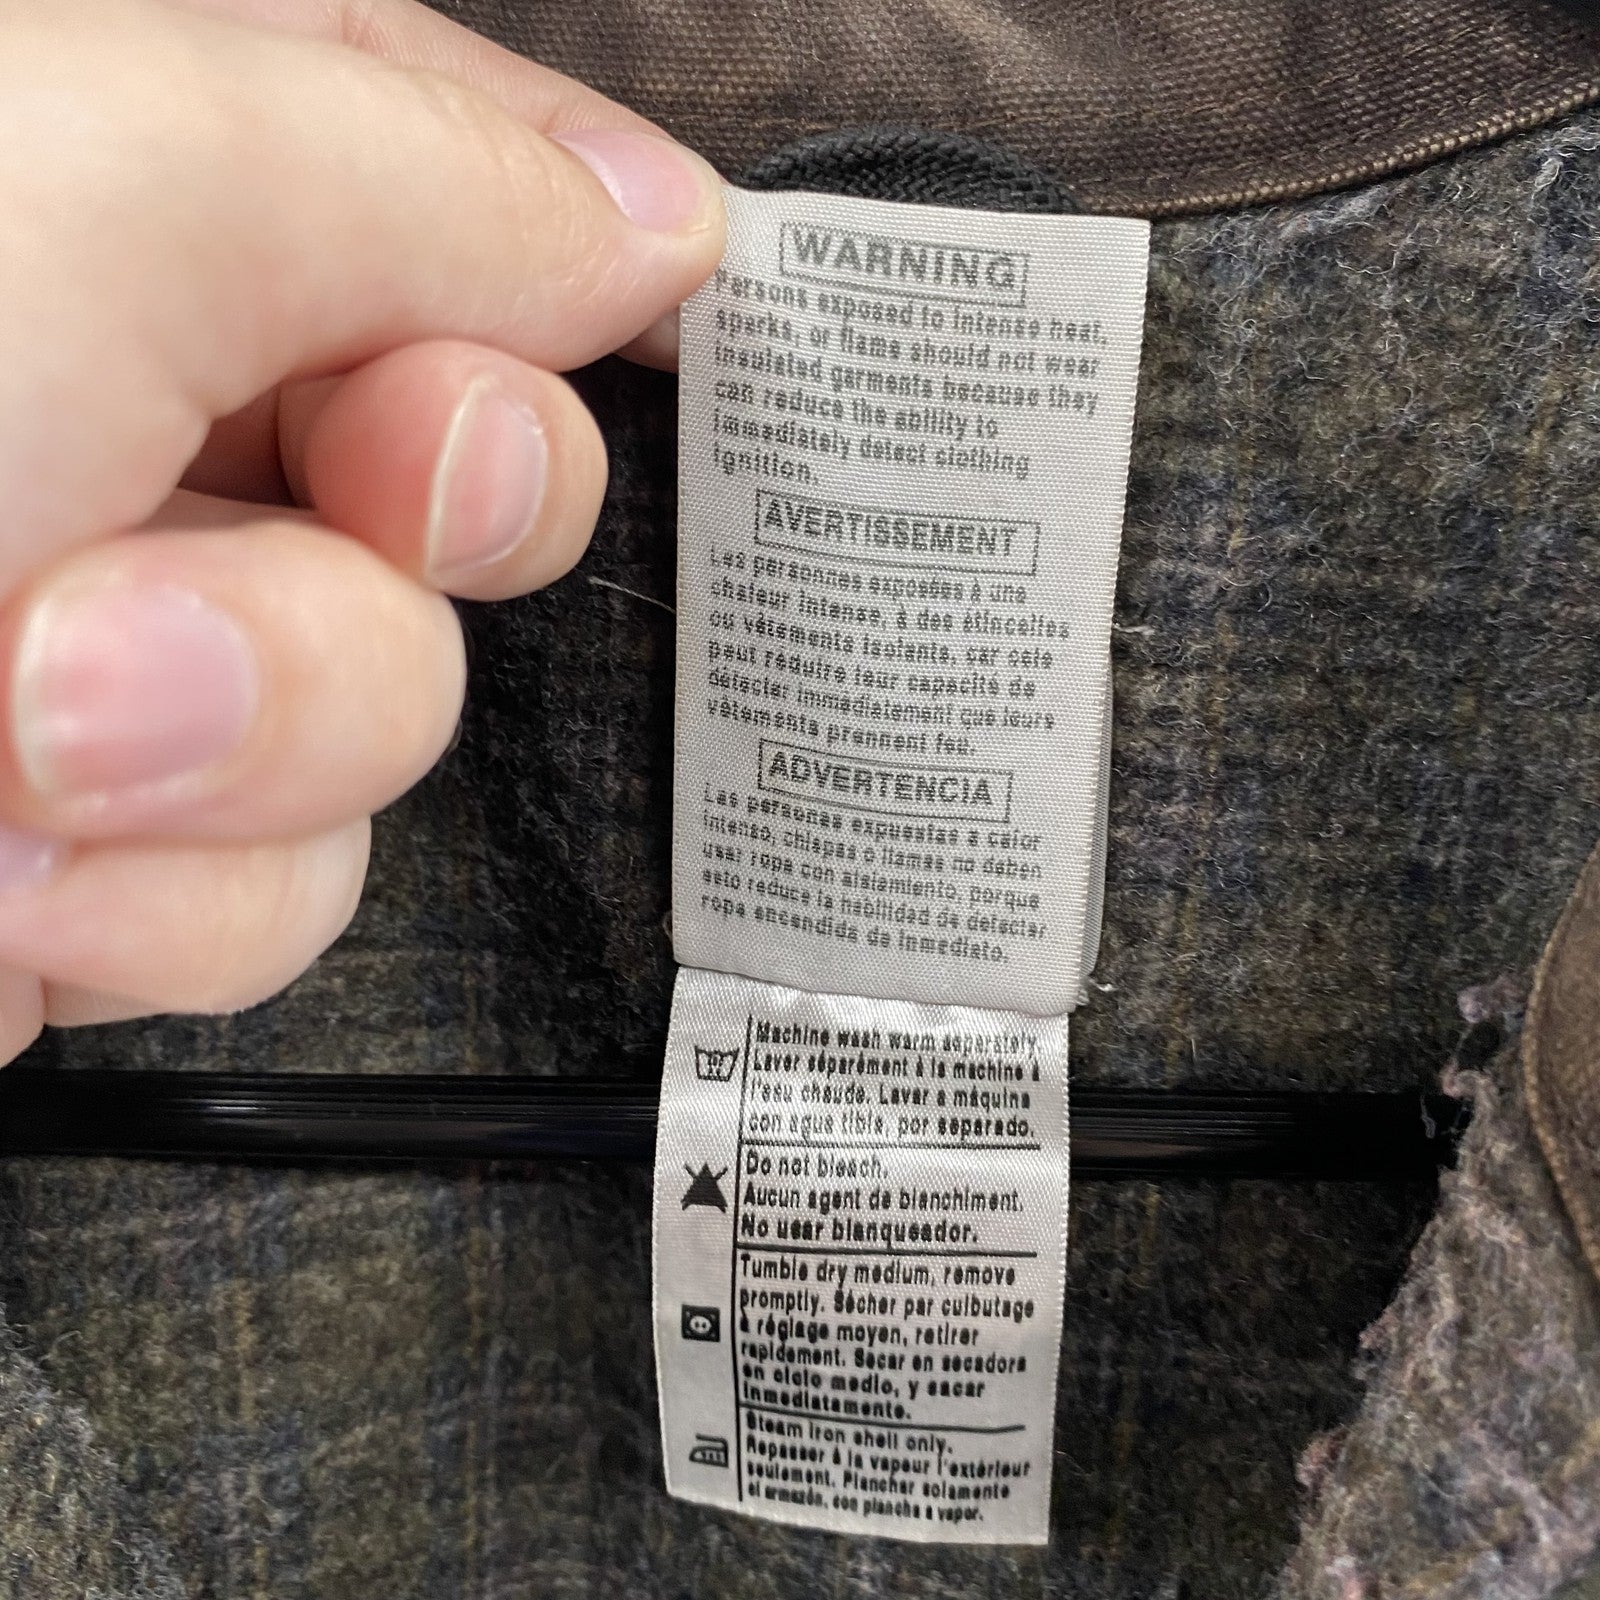 WARNING
Persons exposed to intense heat,
sparks, or flame should not wear
insulated garments because they
can reduce the ability to
immediately detect clothing
ignition.
AVERTISSEMENT
Les personnes exposées à une
chaleur intense, à des étincelles
ou vêtements isolants, car cela
peut réduire leur capacité de
détecter immédiatement que leurs
vêtements prennent feu.
ADVERTENCIA
Las personas expuestas a calor
intenso, chispas o llamas no deben
usar ropa con aislamiento, porque
esto reduce la habilidad de detectar
ropa encendida de inmediato.
Machine wash warm separately.
Laver séparément à la machine à
l'eau chaude. Lavar a máquina
con agua tibia, por separado.
Do not bleach.
Aucun agent de blanchiment.
No usar blanqueador.
Tumble dry medium, remove
promptly. Sécher par culbutage
à réglage moyen, retirer
rapidement. Secar en secadora
en ciclo medio, y sacar
inmediatamente.
Steam iron shell only.
Repasser à la vapeur l'extérieur
seulement. Planchar solamente
el armazón, con plancha a vapor.